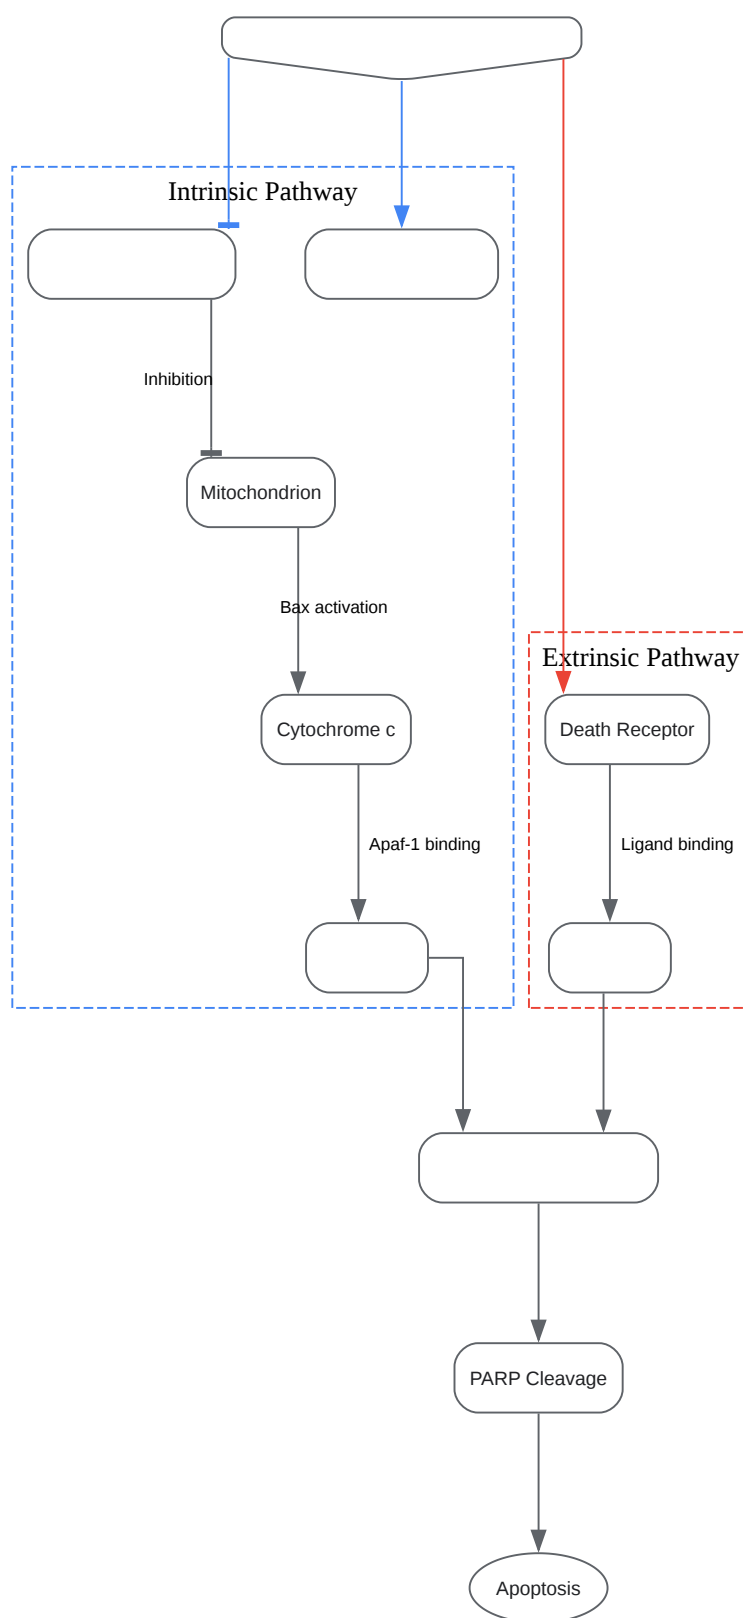 Intrinsic Pathway
Inhibition
Mitochondrion
Bax activation
Extrinsic Pathway
Cytochrome c
Death Receptor
Apaf-1 binding
Ligand binding
PARP Cleavage
Apoptosis